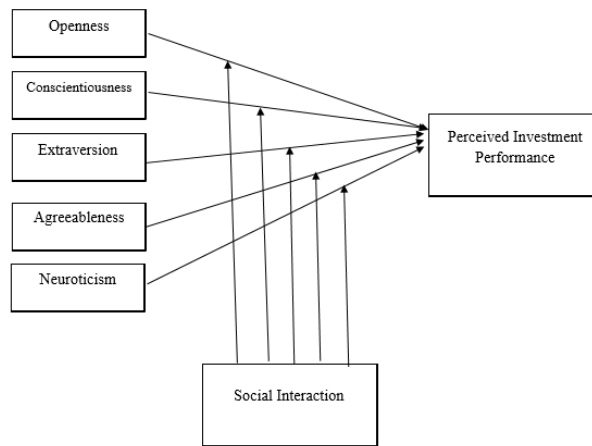 Openness
Conscientiousness
Extraversion
Agreeableness
Neuroticism
Perceived Investment
Performance
Social Interaction